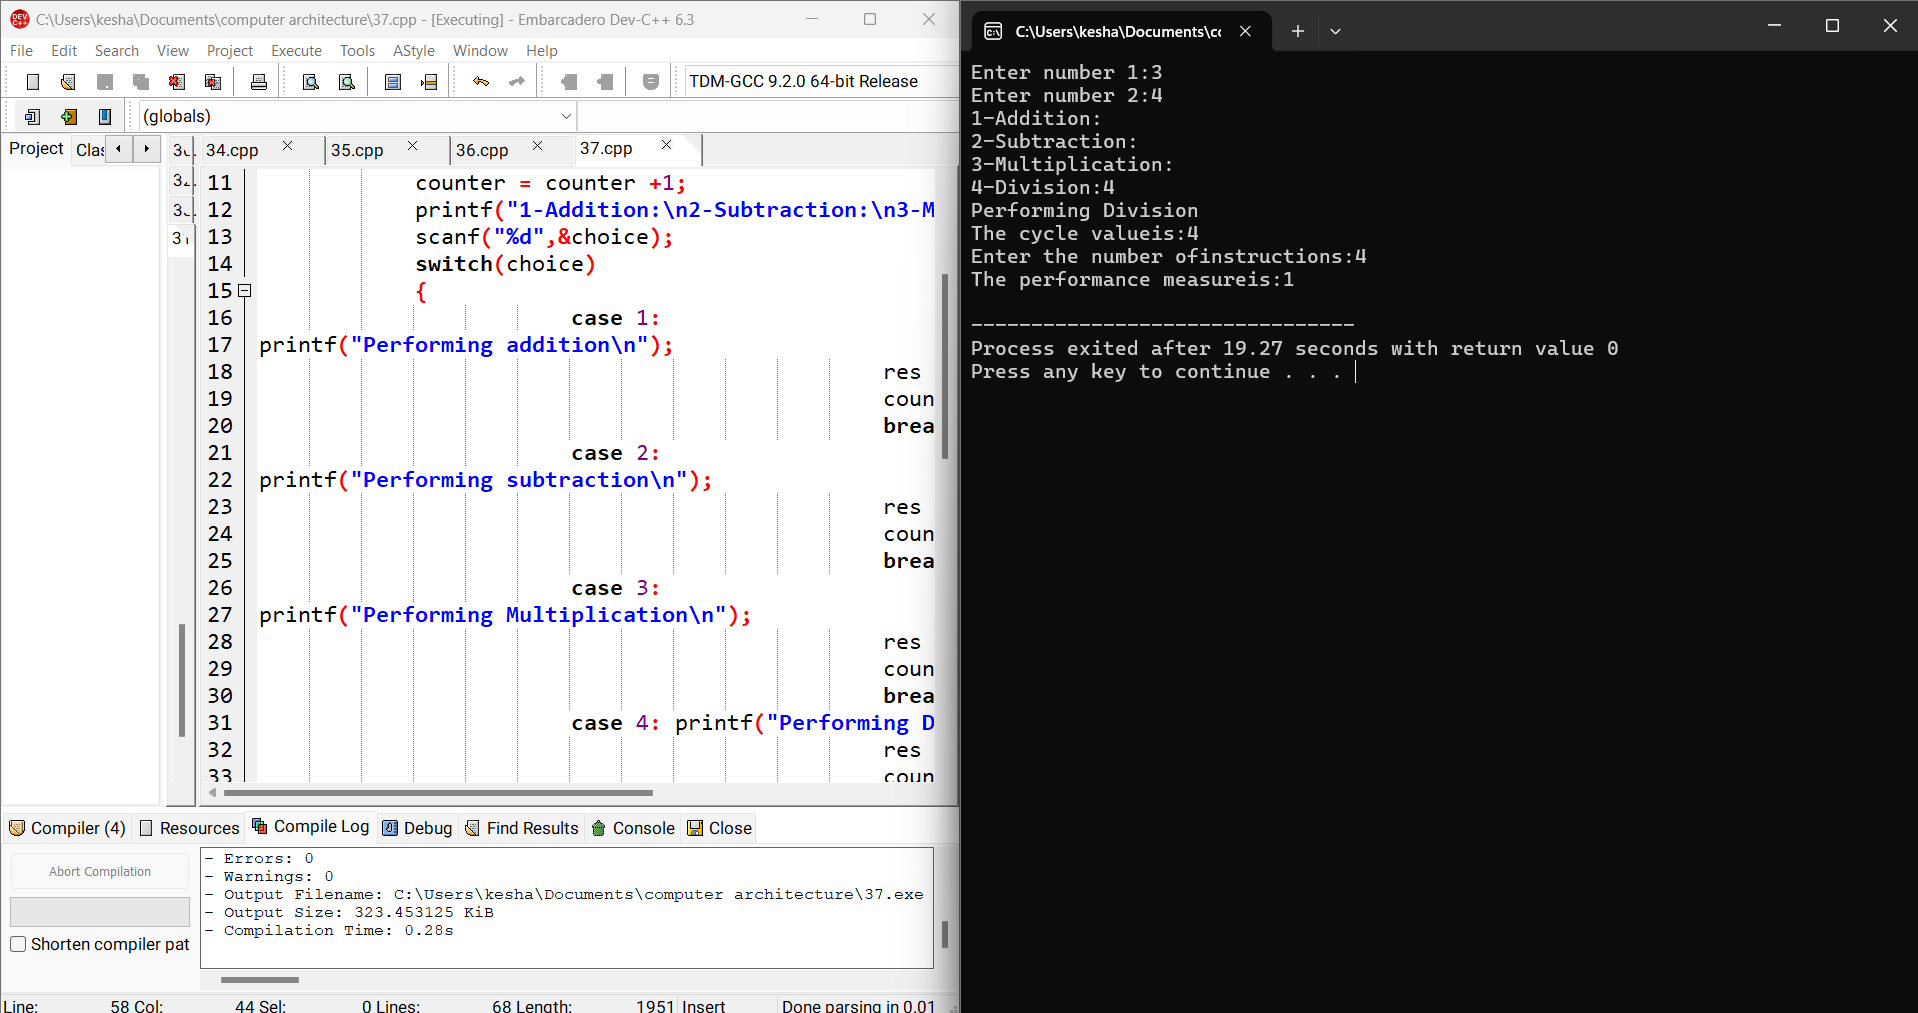 C:\Users\kesha\Documents\computer architecture\37.cpp - [Executing] - Embarcadero Dev-C++ 6.3
File Edit Search View Project Execute Tools AStyle Window Help
TDM-GCC 9.2.0 64-bit Release
(globals)
Project Clas
34.cpp 35.cpp 36.cpp 37.cpp
11 counter = counter +1;
12 printf("1-Addition:\n2-Subtraction:\n3-M
13 scanf("%d",&choice);
14 switch(choice)
15 {
16 case 1:
17 printf("Performing addition\n");
18 res
19 coun
20 brea
21 case 2:
22 printf("Performing subtraction\n");
23 res
24 coun
25 brea
26 case 3:
27 printf("Performing Multiplication\n");
28 res
29 coun
30 brea
31 case 4: printf("Performing D
32 res
33 coun
Compiler (4) Resources Compile Log Debug Find Results Console Close
Abort Compilation
Shorten compiler pat
- Errors: 0
- Warnings: 0
- Output Filename: C:\Users\kesha\Documents\computer architecture\37.exe
- Output Size: 323.453125 KiB
- Compilation Time: 0.28s
Line: 58 Col: 44 Sel: 0 Lines: 68 Length: 1951 Insert Done parsing in 0.01
C:\Users\kesha\Documents\co
Enter number 1:3
Enter number 2:4
1-Addition:
2-Subtraction:
3-Multiplication:
4-Division:4
Performing Division
The cycle valueis:4
Enter the number ofinstructions:4
The performance measureis:1
--------------------------------
Process exited after 19.27 seconds with return value 0
Press any key to continue . . .